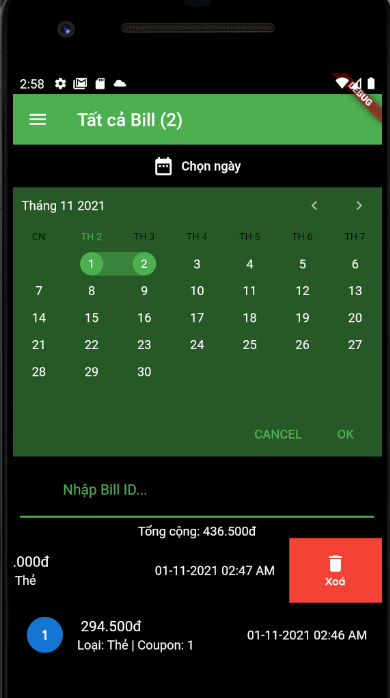 2:58
DEBUG
Tất cả Bill (2)
Chọn ngày
Tháng 11 2021
CN TH 2 TH 3 TH 4 TH 5 TH 6 TH 7
1 2 3 4 5 6
7 8 9 10 11 12 13
14 15 16 17 18 19 20
21 22 23 24 25 26 27
28 29 30
CANCEL OK
Nhập Bill ID...
Tổng cộng: 436.500đ
.000đ
Thẻ
01-11-2021 02:47 AM
Xoá
1
294.500đ
Loại: Thẻ | Coupon: 1
01-11-2021 02:46 AM